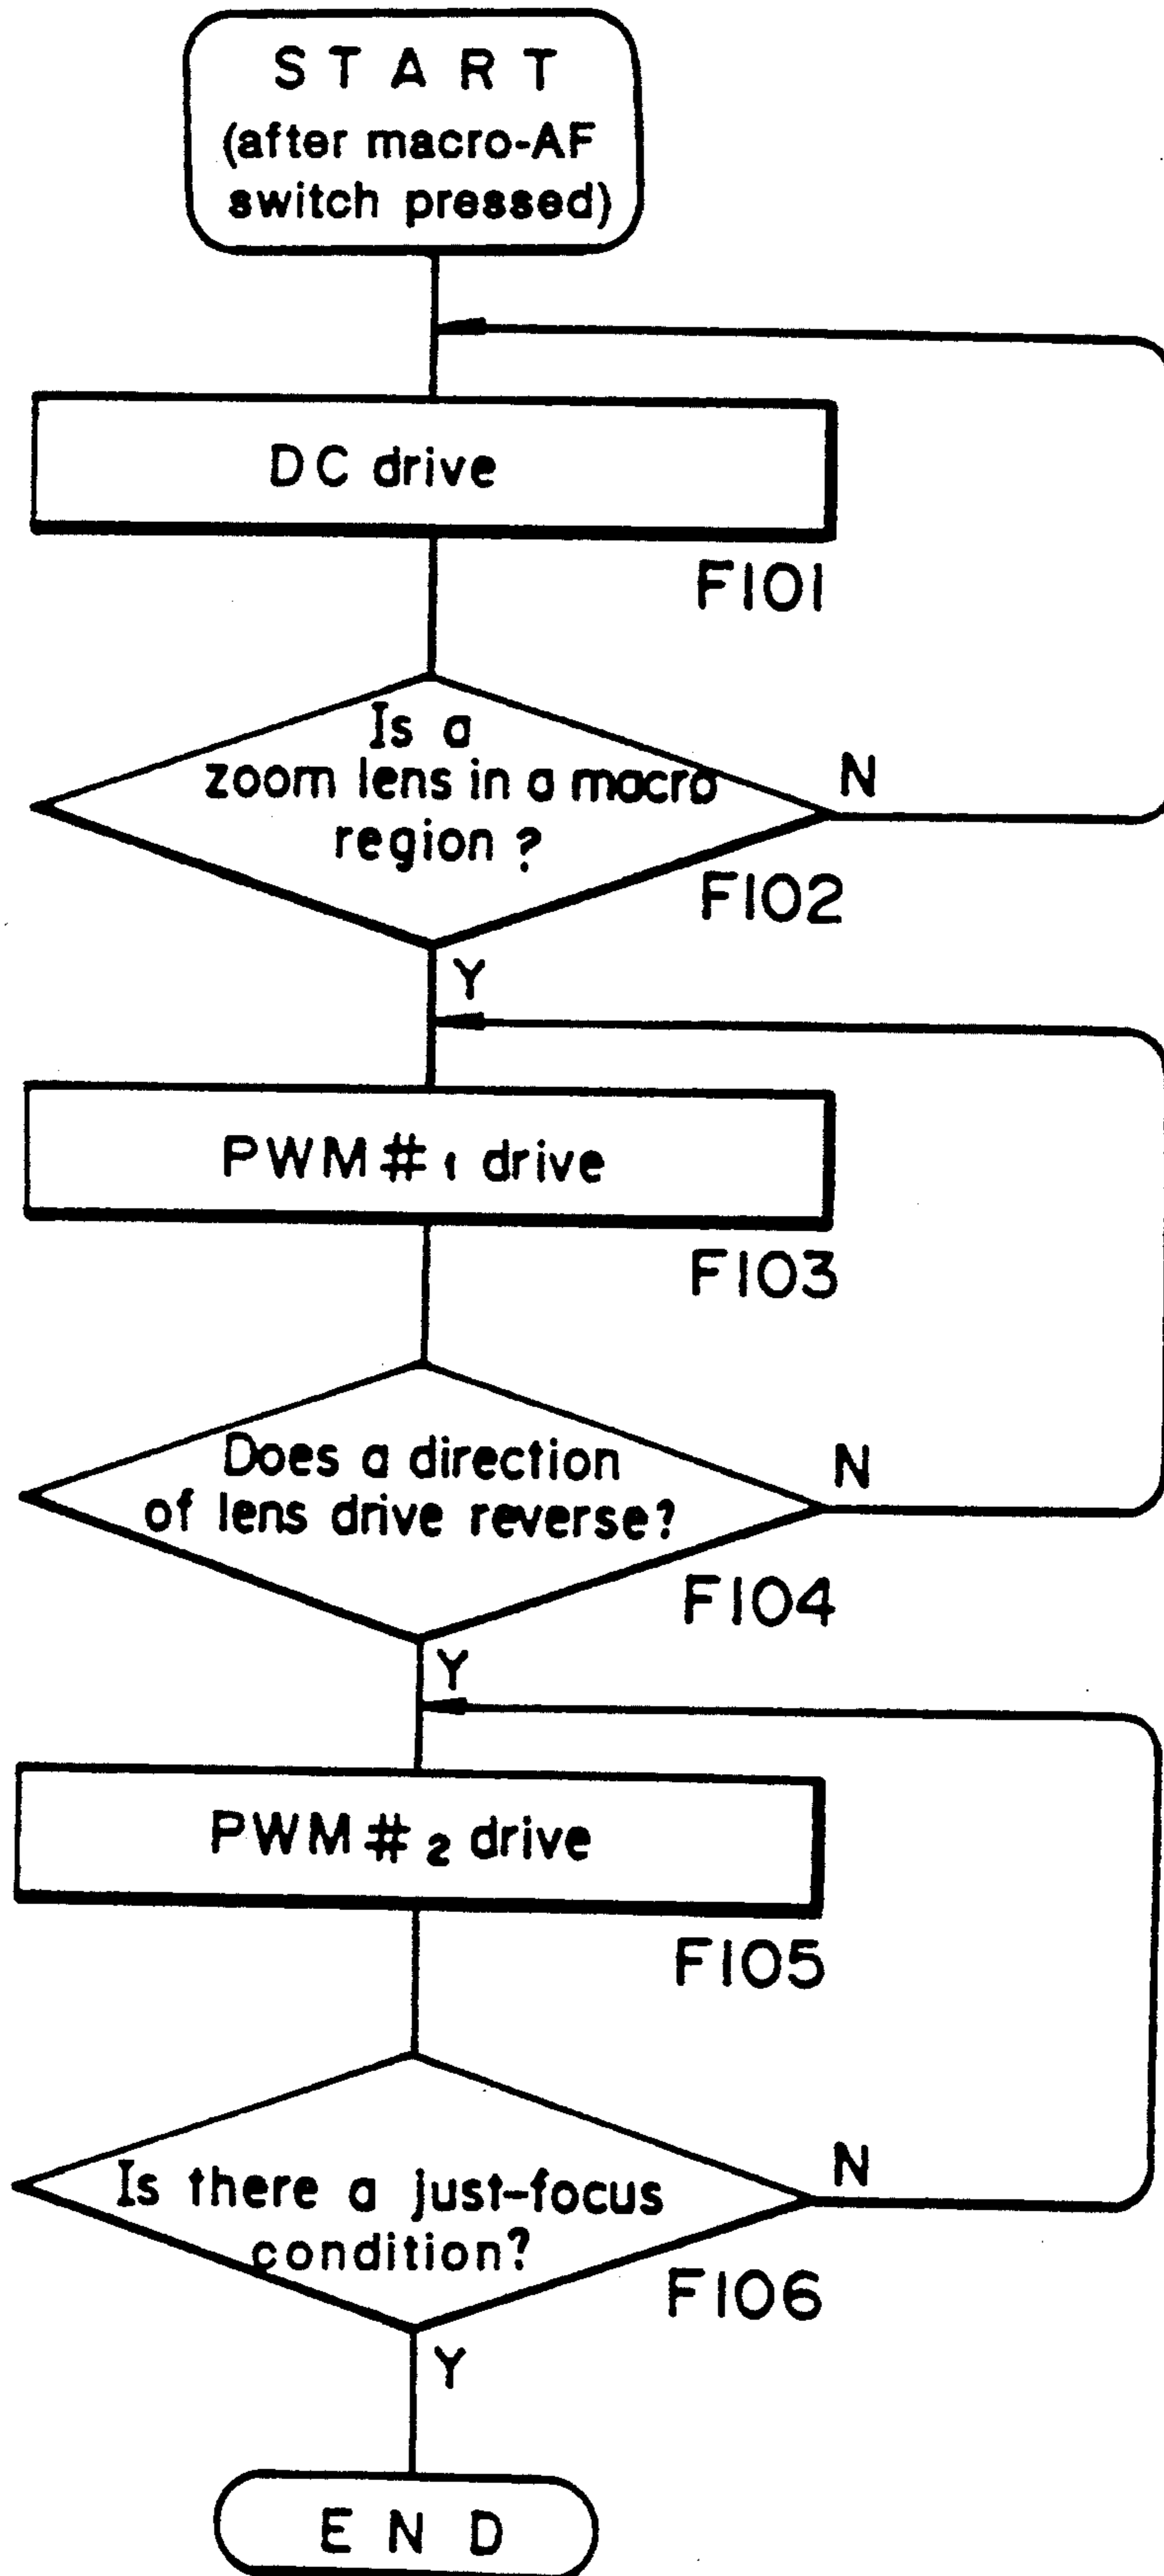 START
(after macro-AF
switch pressed)
DC drive
F101
Is a
zoom lens in a macro
region ?
N
F102
Y
PWM # 1 drive
F103
Does a direction
of lens drive reverse?
N
F104
Y
PWM # 2 drive
F105
Is there a just-focus
condition?
N
F106
Y
END